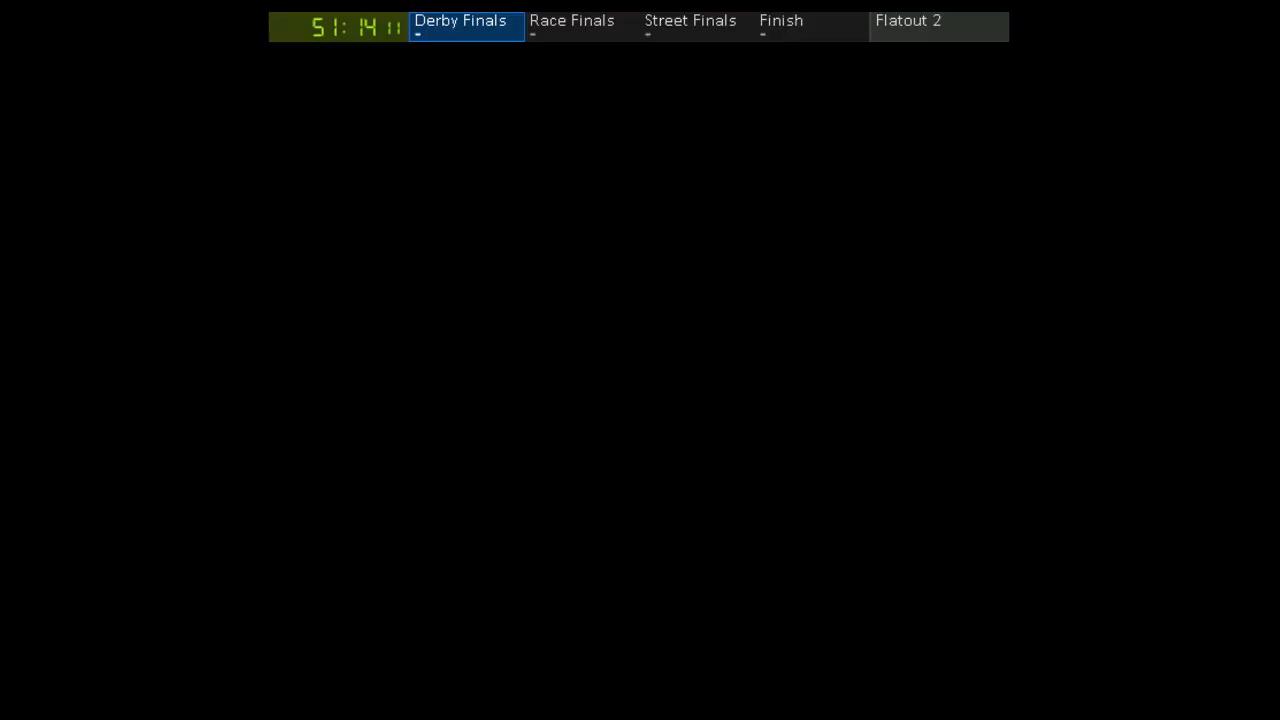 51:14 11
Derby Finals
-
Race Finals
-
Street Finals
-
Finish
-
Flatout 2